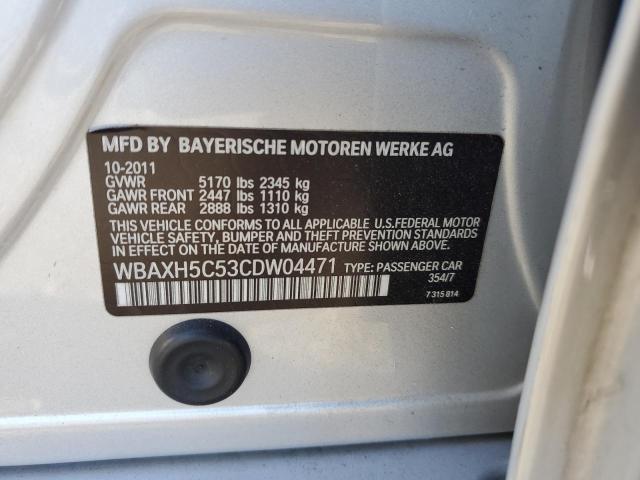 MFD BY BAYERISCHE MOTOREN WERKE AG
10-2011
GVWR 5170 lbs 2345 kg
GAWR FRONT 2447 lbs 1110 kg
GAWR REAR 2888 lbs 1310 kg
THIS VEHICLE CONFORMS TO ALL APPLICABLE U.S.FEDERAL MOTOR
VEHICLE SAFETY, BUMPER AND THEFT PREVENTION STANDARDS IN
EFFECT ON THE DATE OF MANUFACTURE SHOWN ABOVE.
WBAXH5C53CDW04471 TYPE: PASSENGER CAR
354/7
7 315 814